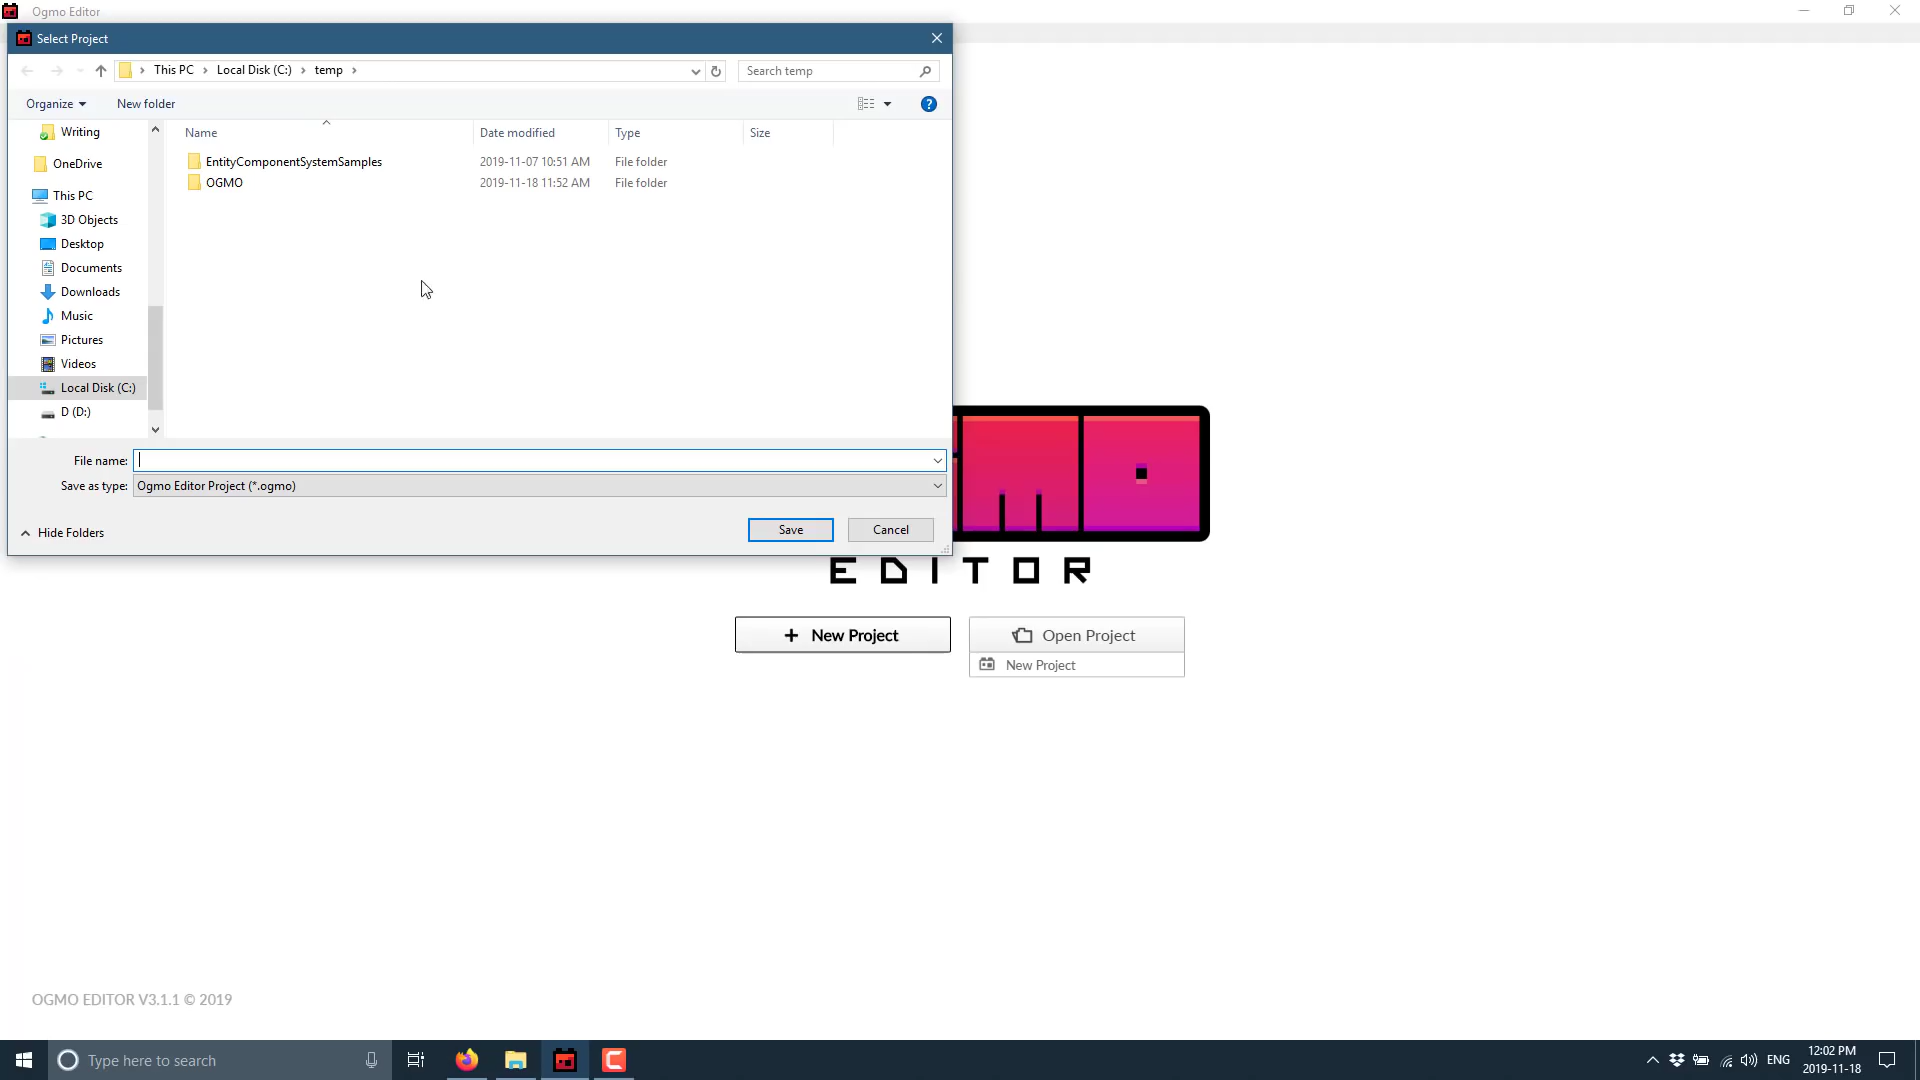 Ogmo Editor
Select Project
This PC > Local Disk (C:) > temp >
Search temp
Organize
New folder
?
Name
Date modified
Type
Size
Writing
OneDrive
This PC
3D Objects
Desktop
Documents
Downloads
Music
Pictures
Videos
Local Disk (C:)
D (D:)
EntityComponentSystemSamples 2019-11-07 10:51 AM File folder
OGMO 2019-11-18 11:52 AM File folder
File name:
Save as type: Ogmo Editor Project (*.ogmo)
Hide Folders
Save
Cancel
MO
EDITOR
+ New Project
Open Project
New Project
OGMO EDITOR V3.1.1 © 2019
Type here to search
ENG
12:02 PM
2019-11-18